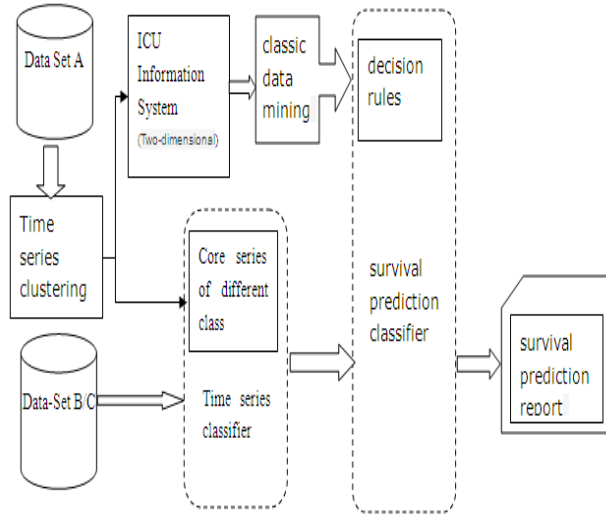 Data Set A
ICU
Information
System
(Two-dimensional)
classic
data
mining
decision
rules
Time
series
clustering
Core series
of different
class
survival
prediction
classifier
Data-Set B/C
Time series
classifier
survival
prediction
report